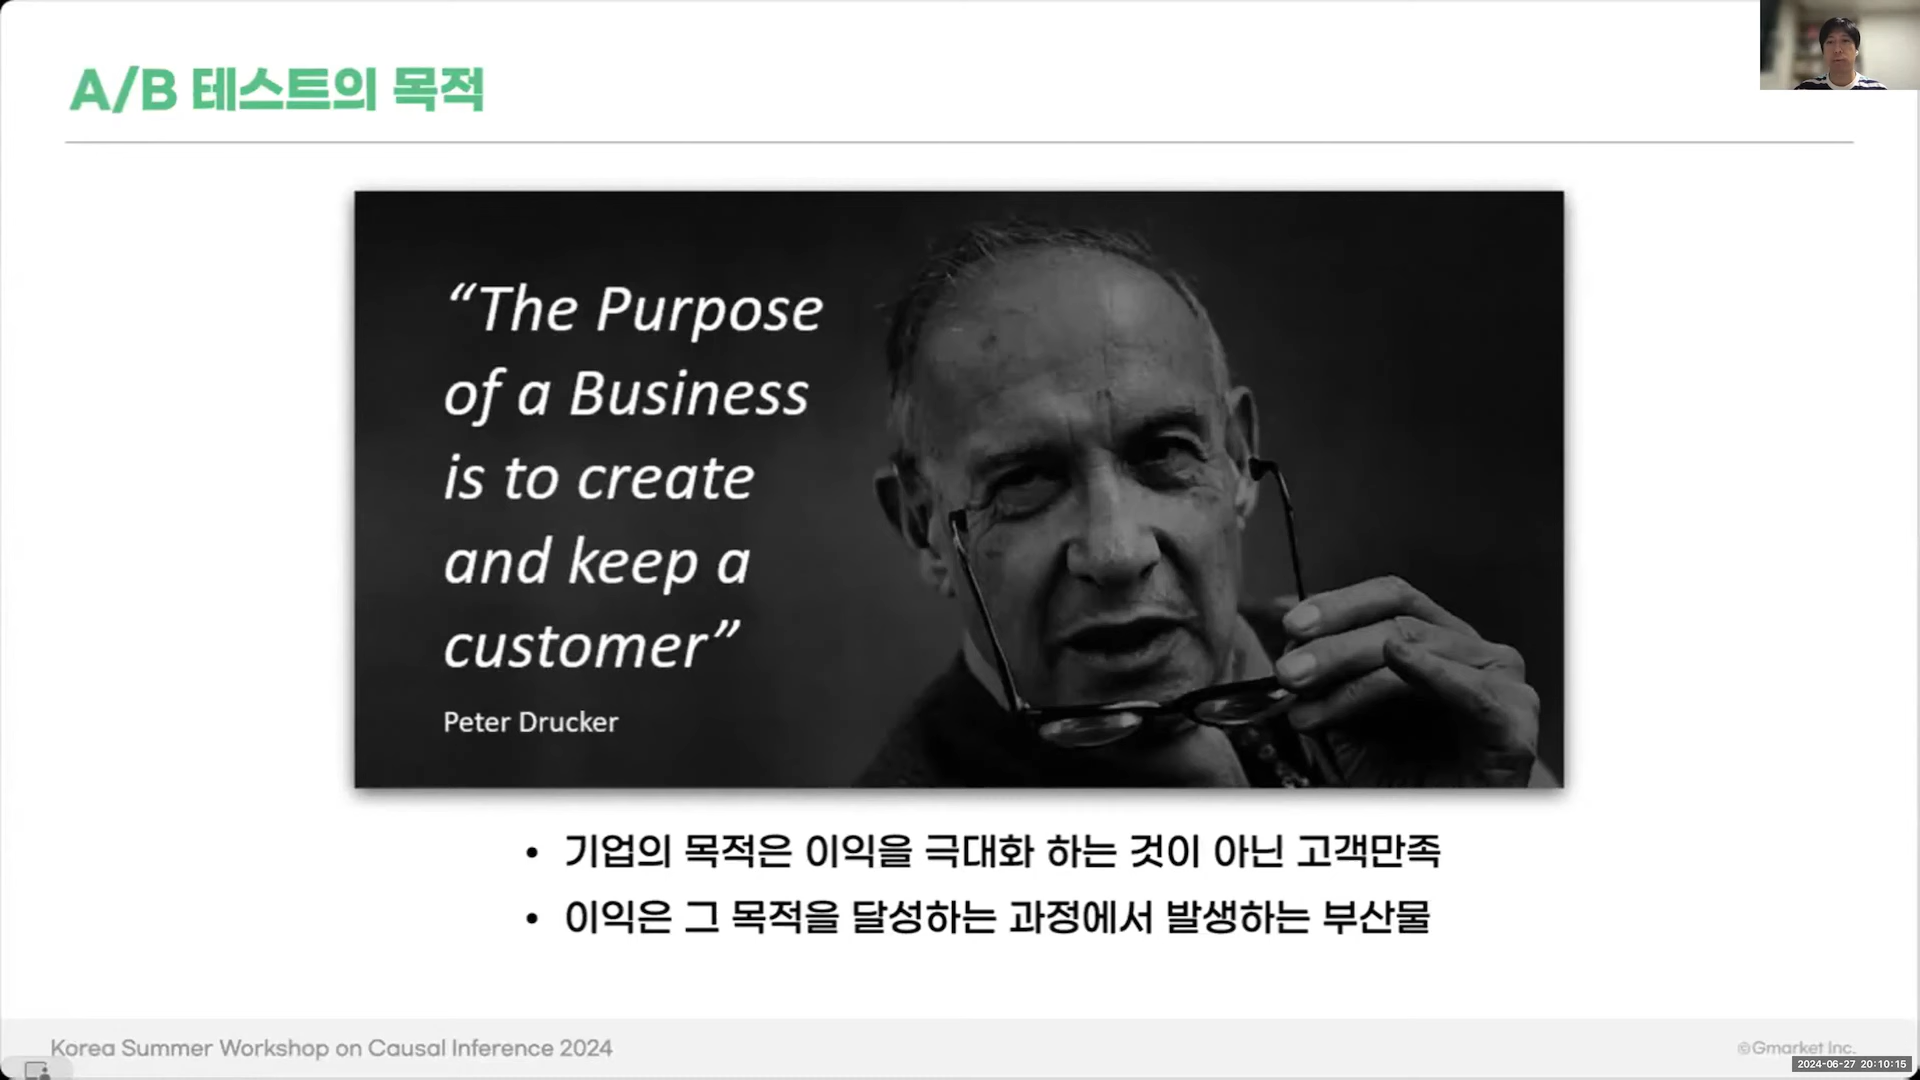 A/B 테스트의 목적
“The Purpose
of a Business
is to create
and keep a
customer”
Peter Drucker
• 기업의 목적은 이익을 극대화 하는 것이 아닌 고객만족
• 이익은 그 목적을 달성하는 과정에서 발생하는 부산물
Korea Summer Workshop on Causal Inference 2024
©Gmarket Inc.
2024-06-27 20:10:15